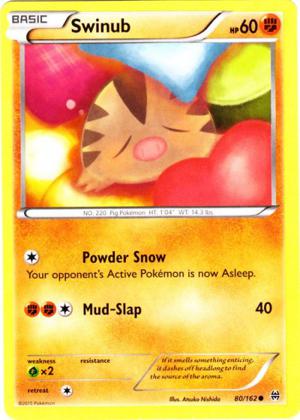 BASIC
Swinub
HP60
NO. 220 Pig Pokémon HT: 1'04" WT: 14.3 lbs.
Powder Snow
Your opponent's Active Pokémon is now Asleep.
Mud-Slap 40
weakness resistance
×2
retreat
If it smells something enticing,
it dashes off headlong to find
the source of the aroma.
©2015 Pokémon
Illus. Atsuko Nishida
80/162